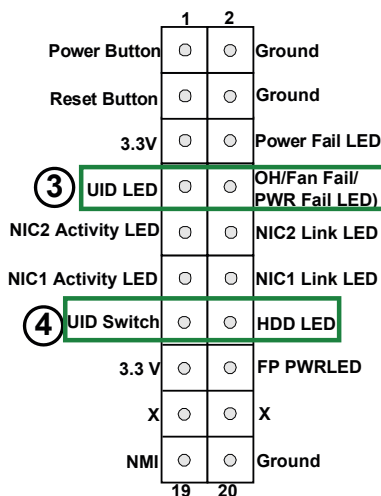 1 2
Power Button Ground
Reset Button Ground
3.3V Power Fail LED
3 UID LED OH/Fan Fail/
PWR Fail LED)
NIC2 Activity LED NIC2 Link LED
NIC1 Activity LED NIC1 Link LED
4 UID Switch HDD LED
3.3 V FP PWRLED
X X
NMI Ground
19 20